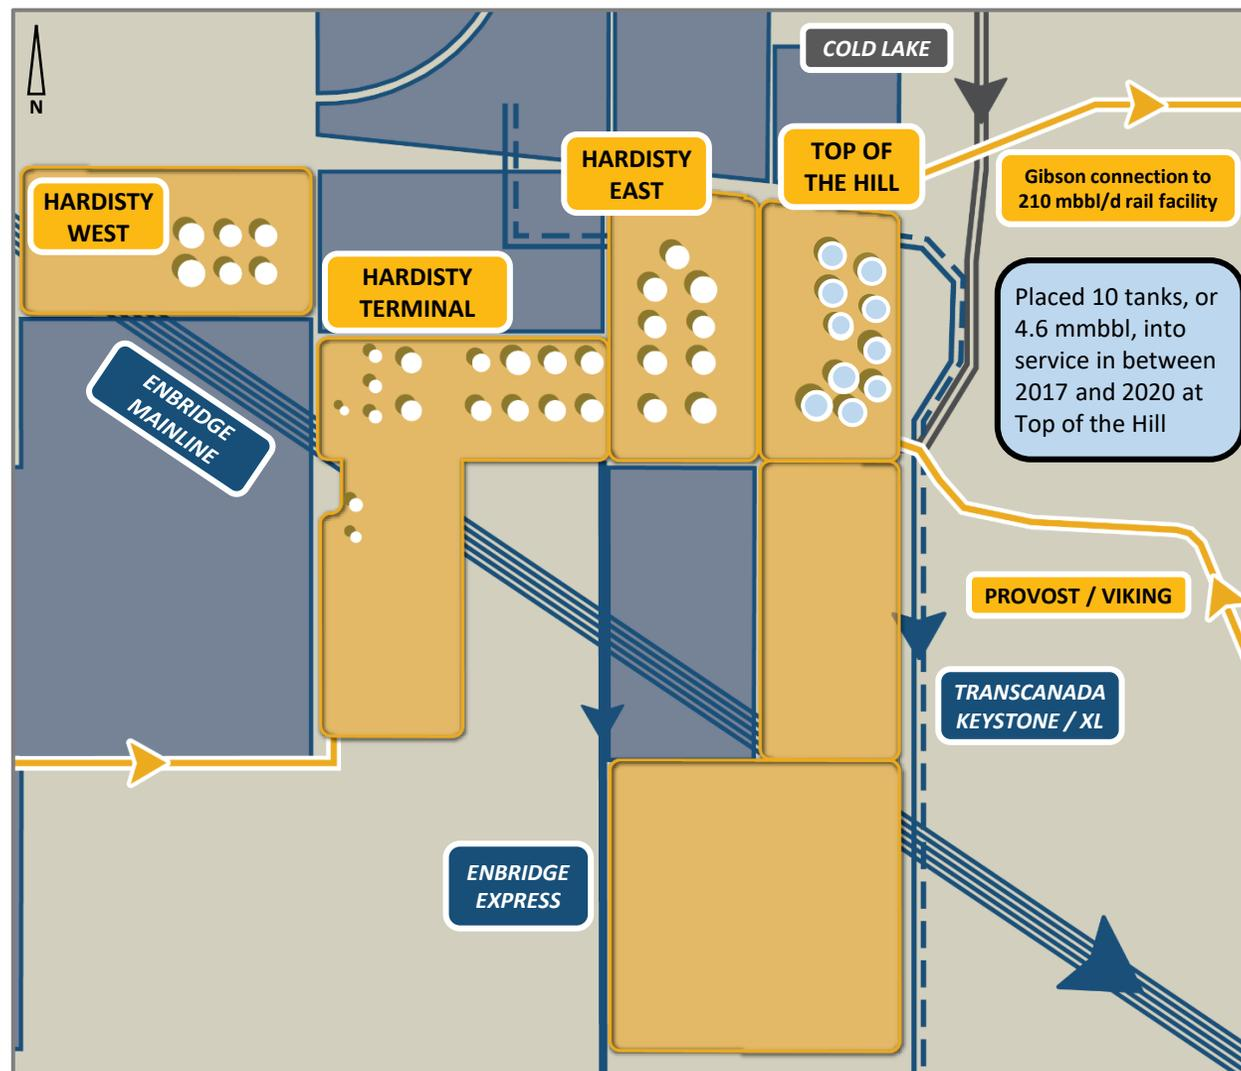 COLD LAKE
N
HARDISTY
EAST
TOP OF
THE HILL
Gibson connection to
210 mbbl/d rail facility
HARDISTY
WEST
HARDISTY
TERMINAL
Placed 10 tanks, or
4.6 mmbbl, into
service in between
2017 and 2020 at
Top of the Hill
ENBRIDGE
MAINLINE
PROVOST / VIKING
TRANSCANADA
KEYSTONE / XL
ENBRIDGE
EXPRESS